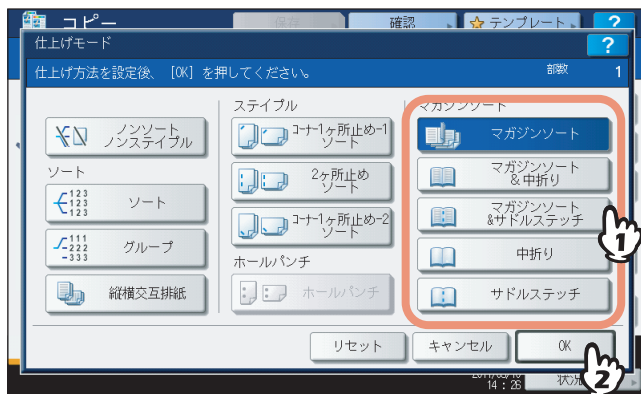 コピー
保存
確認
テンプレート
?
仕上げモード
?
仕上げ方法を設定後、[OK] を押してください。
部数 1
ステイプル
マガジンソート
ノンソート
ノンステイプル
コーナー1ヶ所止め-1
ソート
マガジンソート
ソート
2ヶ所止め
ソート
マガジンソート
&中折り
123
123
123
ソート
コーナー1ヶ所止め-2
ソート
マガジンソート
&サドルステッチ
111
-222
-333
グループ
ホールパンチ
中折り
縦横交互排紙
ホールパンチ
サドルステッチ
リセット
キャンセル
OK
14:26
状況
1
2